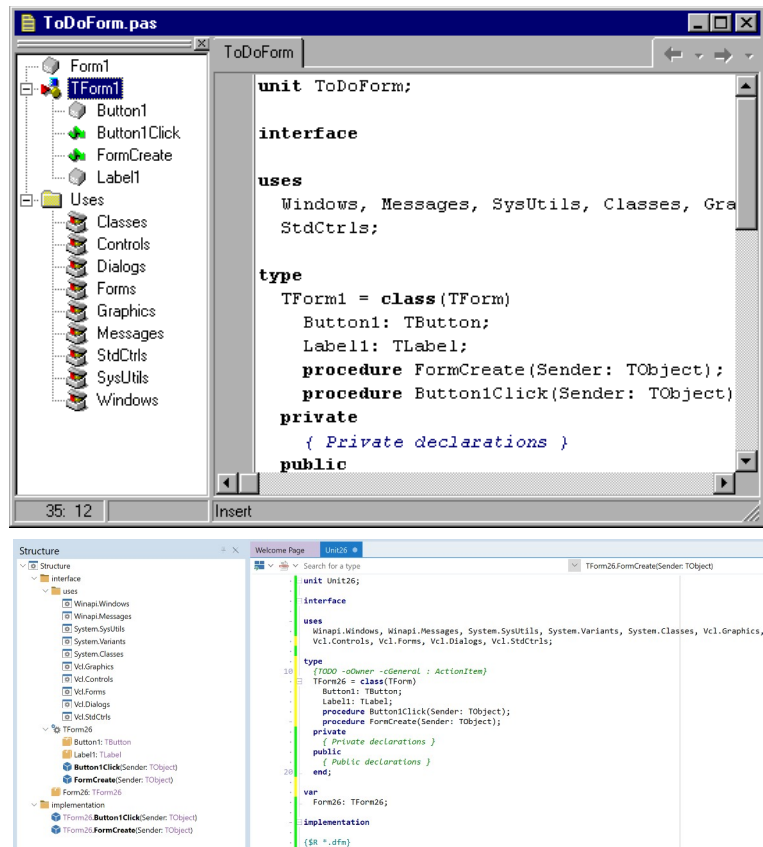 ToDoForm.pas
Form1
TForm1
Button1
Button1Click
FormCreate
Label1
Uses
Classes
Controls
Dialogs
Forms
Graphics
Messages
StdCtrls
SysUtils
Windows
35: 12
ToDoForm
unit ToDoForm;
interface
uses
Windows, Messages, SysUtils, Classes, Gra
StdCtrls;
type
TForm1 = class(TForm)
Button1: TButton;
Label1: TLabel;
procedure FormCreate(Sender: TObject);
procedure Button1Click(Sender: TObject)
private
{ Private declarations }
public
Insert
Structure
Structure
interface
uses
Winapi.Windows
Winapi.Messages
System.SysUtils
System.Variants
System.Classes
Vcl.Graphics
Vcl.Controls
Vcl.Forms
Vcl.Dialogs
Vcl.StdCtrls
TForm26
Button1: TButton
Label1: TLabel
Button1Click(Sender: TObject)
FormCreate(Sender: TObject)
Form26: TForm26
implementation
TForm26.Button1Click(Sender: TObject)
TForm26.FormCreate(Sender: TObject)
Welcome Page
Unit26
Search for a type
TForm26.FormCreate(Sender: TObject)
unit Unit26;
interface
uses
Winapi.Windows, Winapi.Messages, System.SysUtils, System.Variants, System.Classes, Vcl.Graphics,
Vcl.Controls, Vcl.Forms, Vcl.Dialogs, Vcl.StdCtrls;
type
10 {TODO -oOwner -cGeneral : ActionItem}
TForm26 = class(TForm)
Button1: TButton;
Label1: TLabel;
procedure Button1Click(Sender: TObject);
procedure FormCreate(Sender: TObject);
private
{ Private declarations }
public
{ Public declarations }
20 end;
var
Form26: TForm26;
implementation
{$R *.dfm}